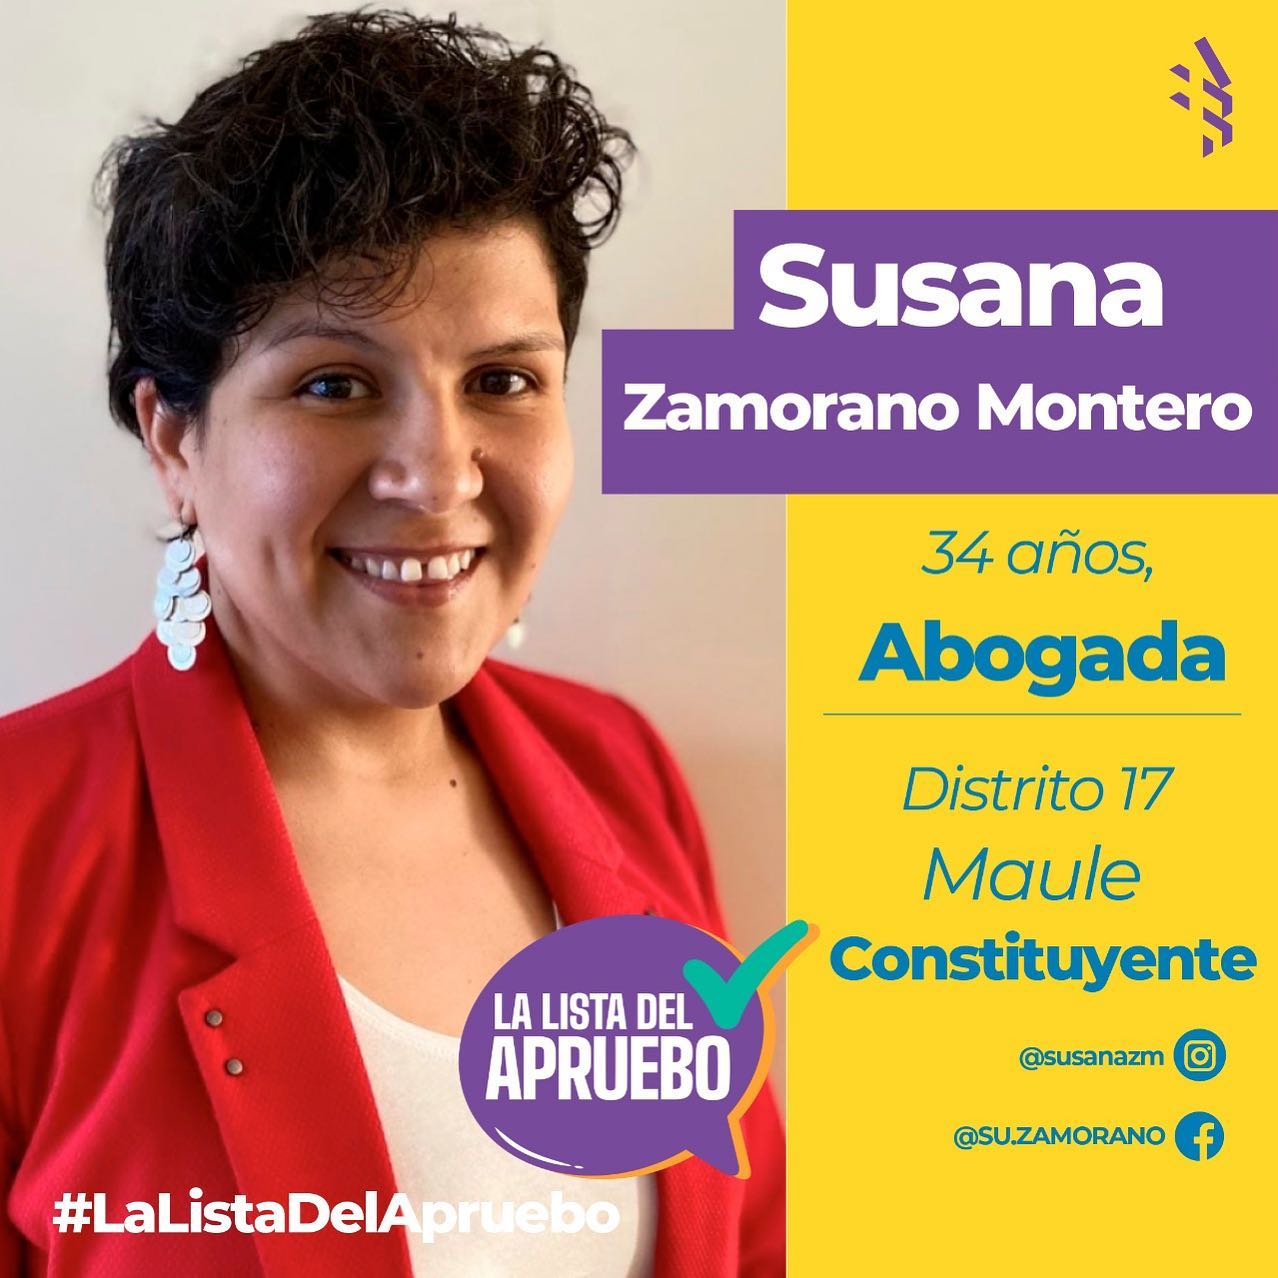 Susana
Zamorano Montero
34 años,
Abogada
Distrito 17
Maule
Constituyente
@susanazm
@SU.ZAMORANO
LA LISTA DEL
APRUEBO
#LaListaDelApruebo